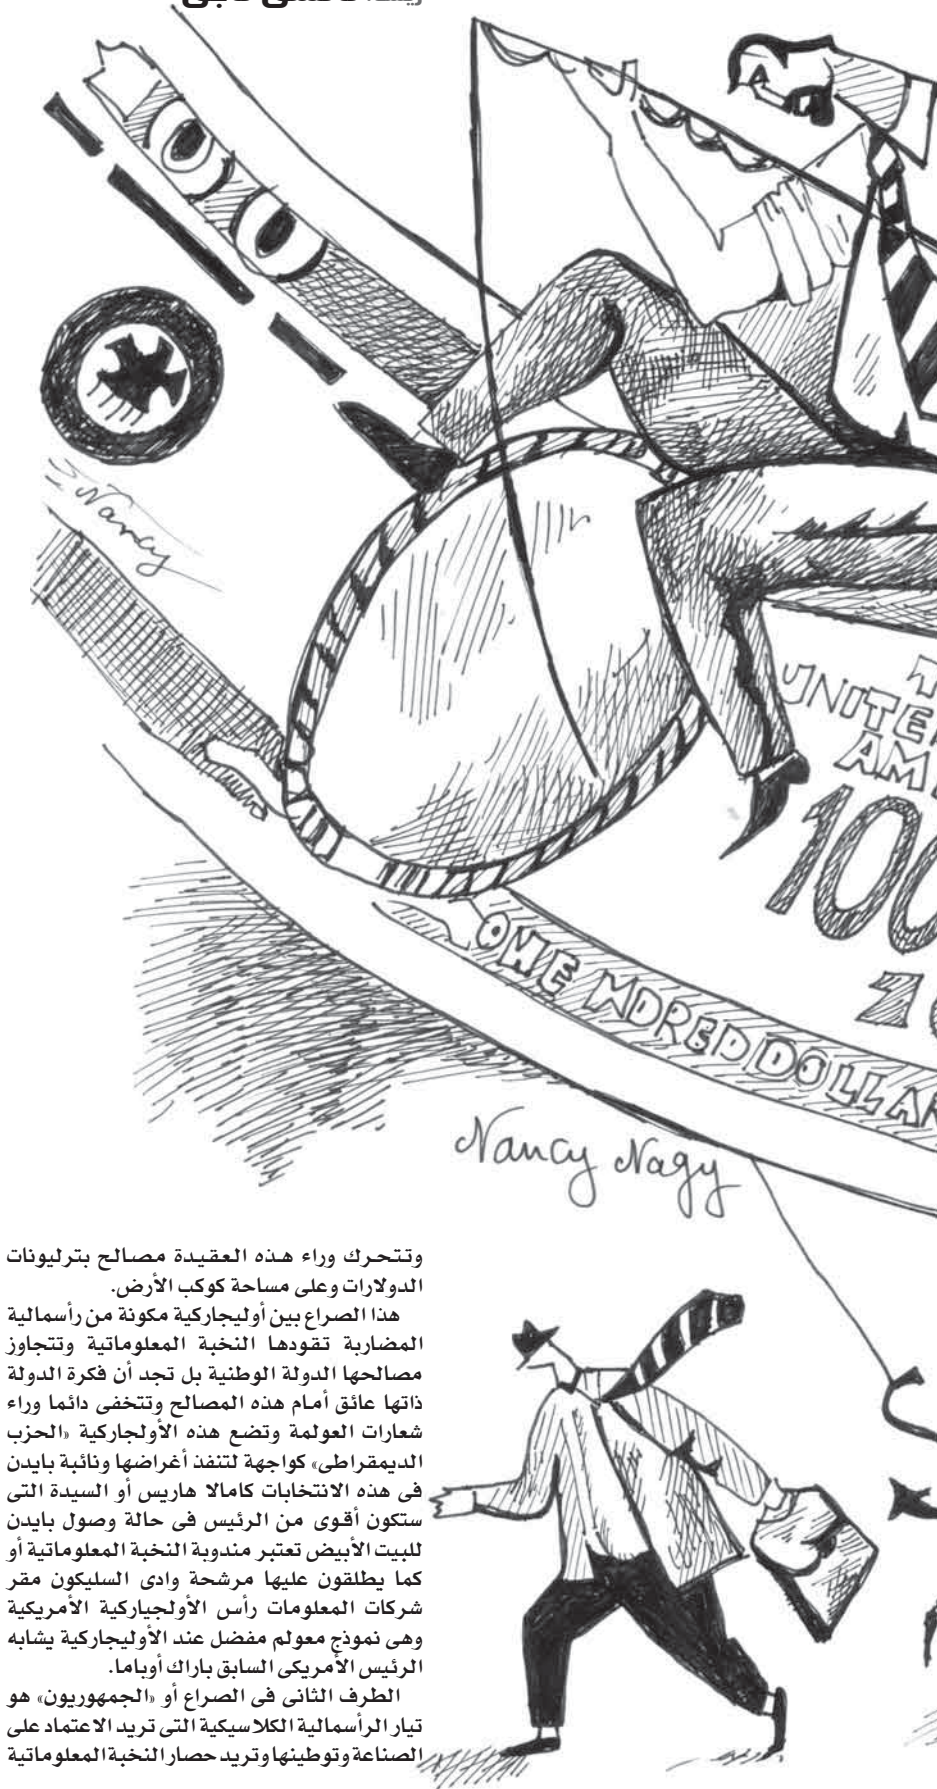 Nancy
UNITE
AM
100
OME NDRED DOLLAR
Nancy Nagy
وتتحرك وراء هذه العقيدة مصالح بترليونات
الدولارات وعلى مساحة كوكب الأرض.
هذا الصراع بين أوليجاركية مكونة من رأسمالية
المضاربة تقودها النخبة المعلوماتية وتتجاوز
مصالحها الدولة الوطنية بل تجد أن فكرة الدولة
ذاتها عائق أمام هذه المصالح وتتخفى دائما وراء
شعارات العولمة وتضع هذه الأولجاركية «الحزب
الديمقراطى» كواجهة لتنفذ أغراضها ونائبة بايدن
فى هذه الانتخابات كامالا هاريس أو السيدة التى
ستكون أقوى من الرئيس فى حالة وصول بايدن
للبيت الأبيض تعتبر مندوبة النخبة المعلوماتية أو
كما يطلقون عليها مرشحة وادى السليكون مقر
شركات المعلومات رأس الأولجياركية الأمريكية
وهى نموذج معولم مفضل عند الأوليجاركية يشابه
الرئيس الأمريكى السابق باراك أوباما.
الطرف الثانى فى الصراع أو «الجمهوريون» هو
تيار الرأسمالية الكلاسيكية التى تريد الاعتماد على
الصناعة وتوطينها وتريد حصار النخبة المعلوماتية